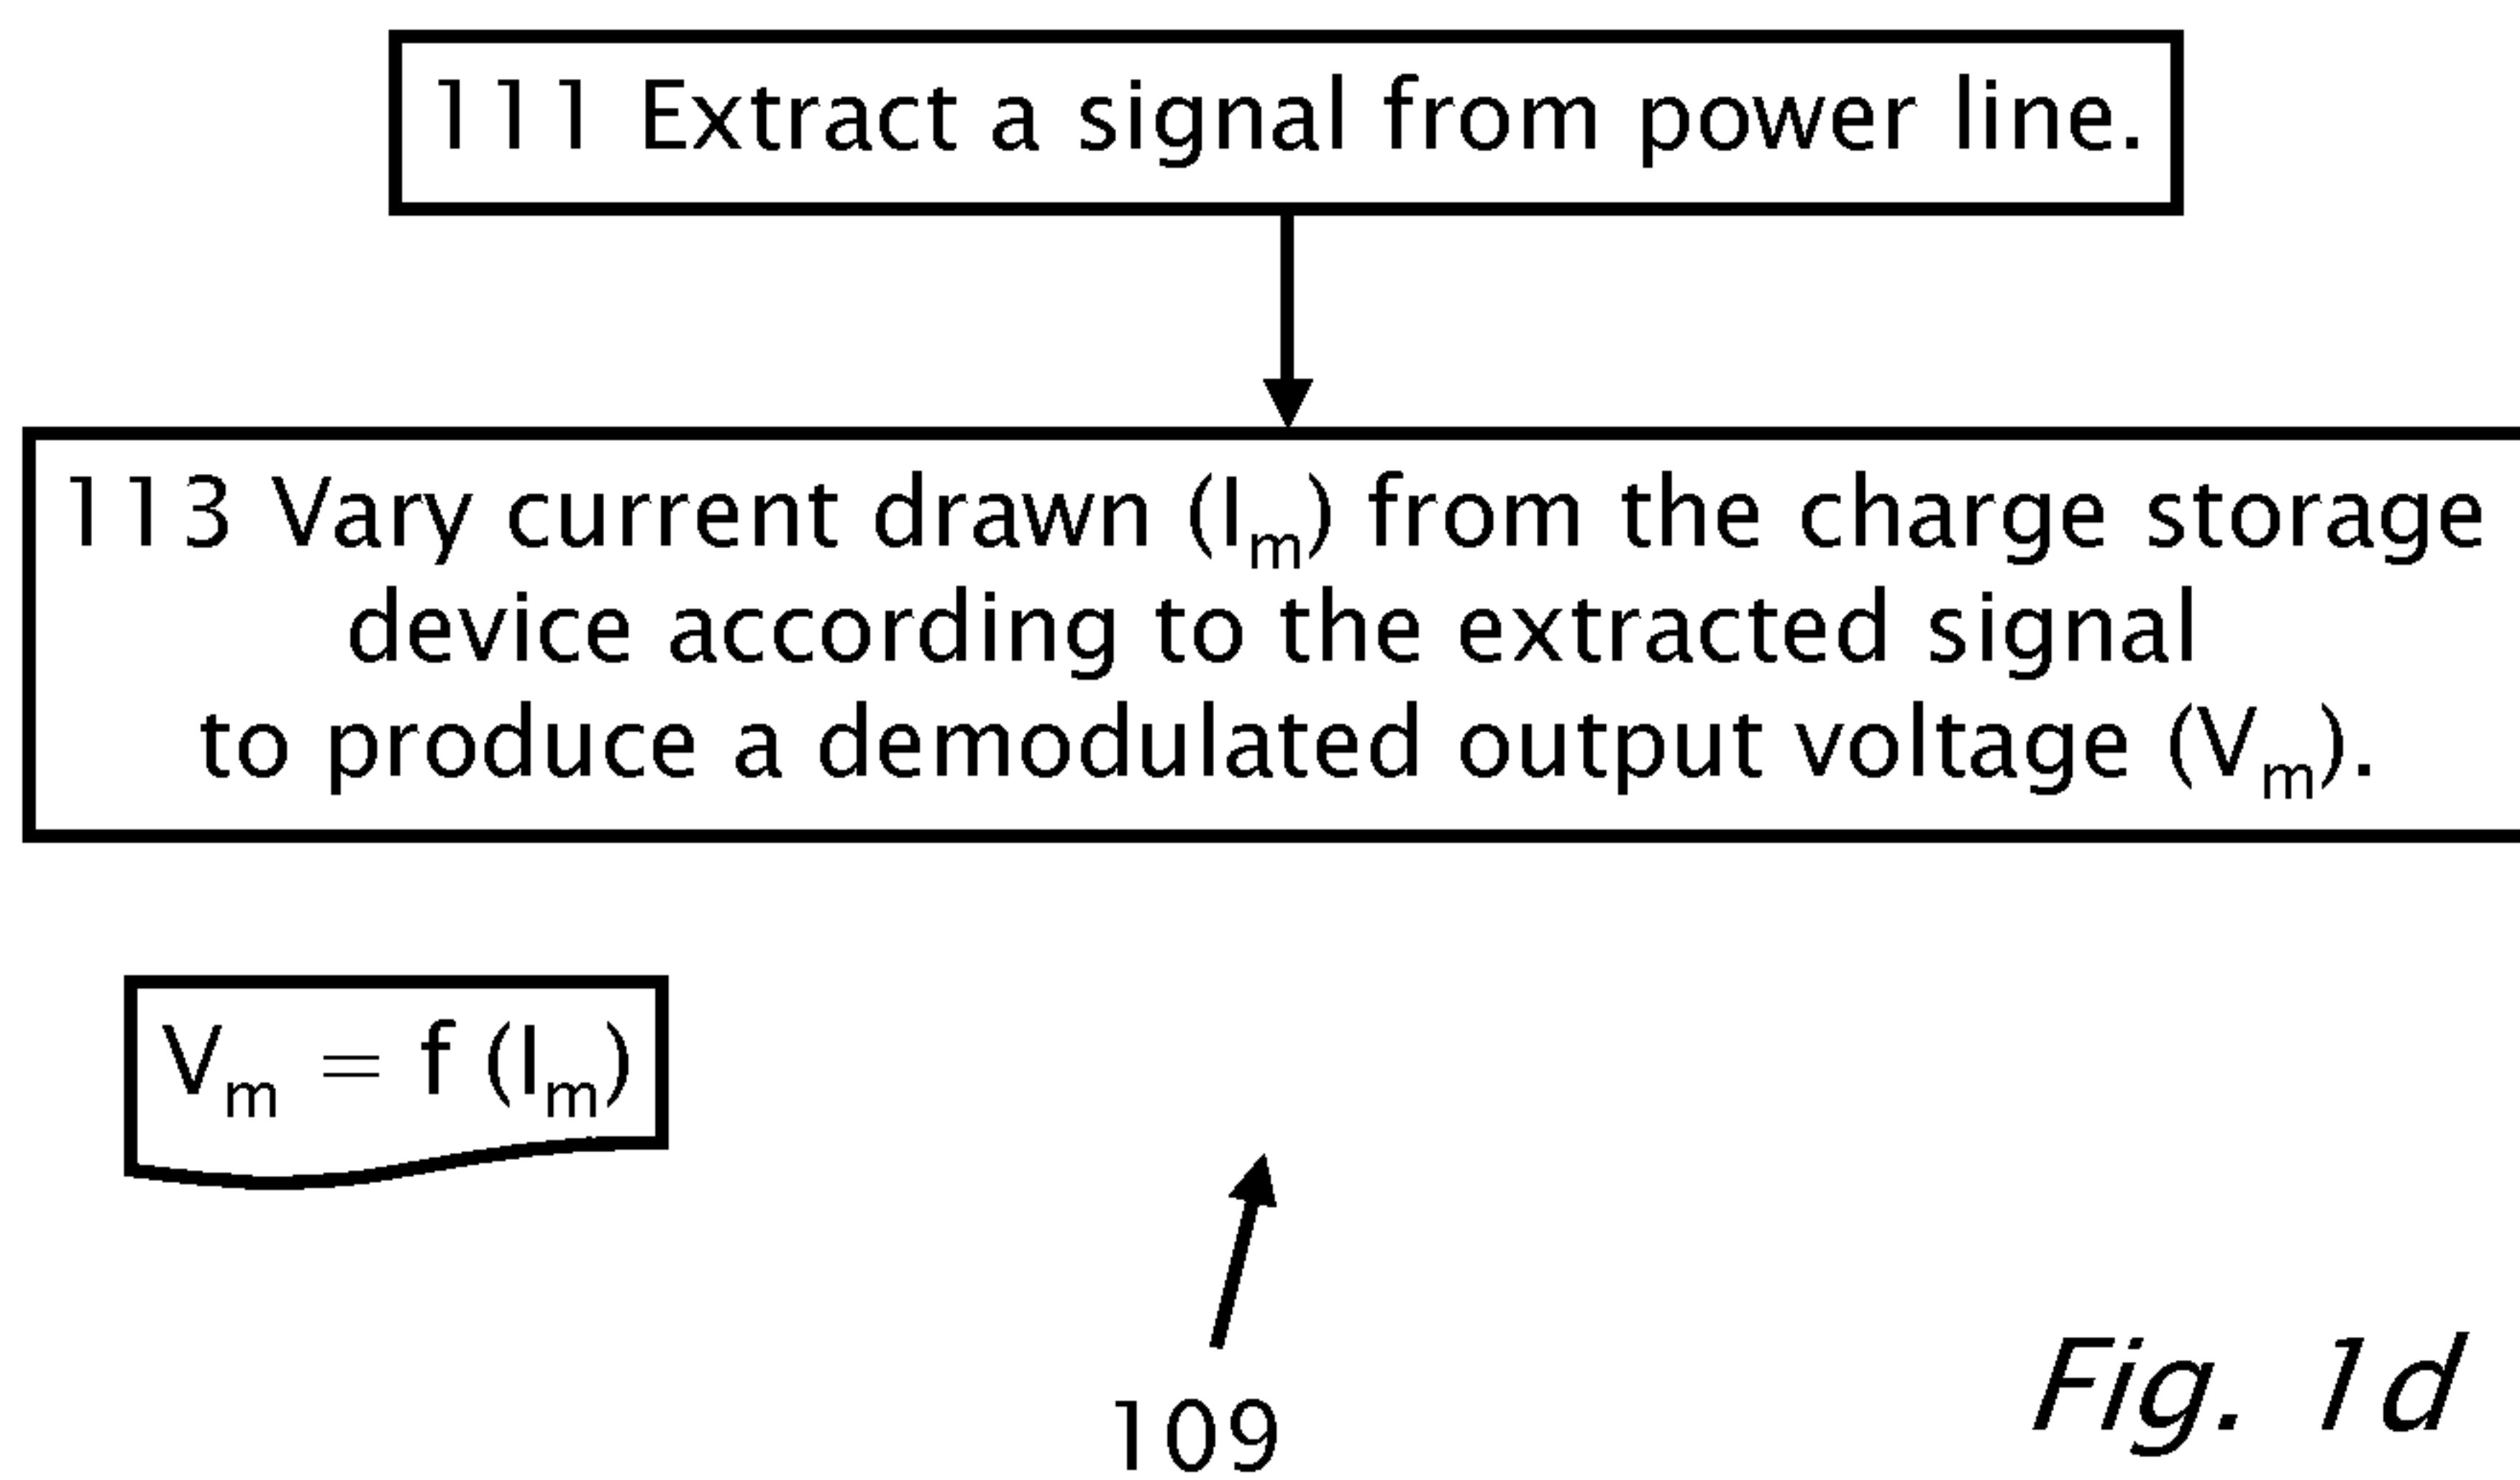 111 Extract a signal from power line.
113 Vary current drawn (Iₘ) from the charge storage
device according to the extracted signal
to produce a demodulated output voltage (Vₘ).
Vₘ = f (Iₘ)
109
Fig. 1d